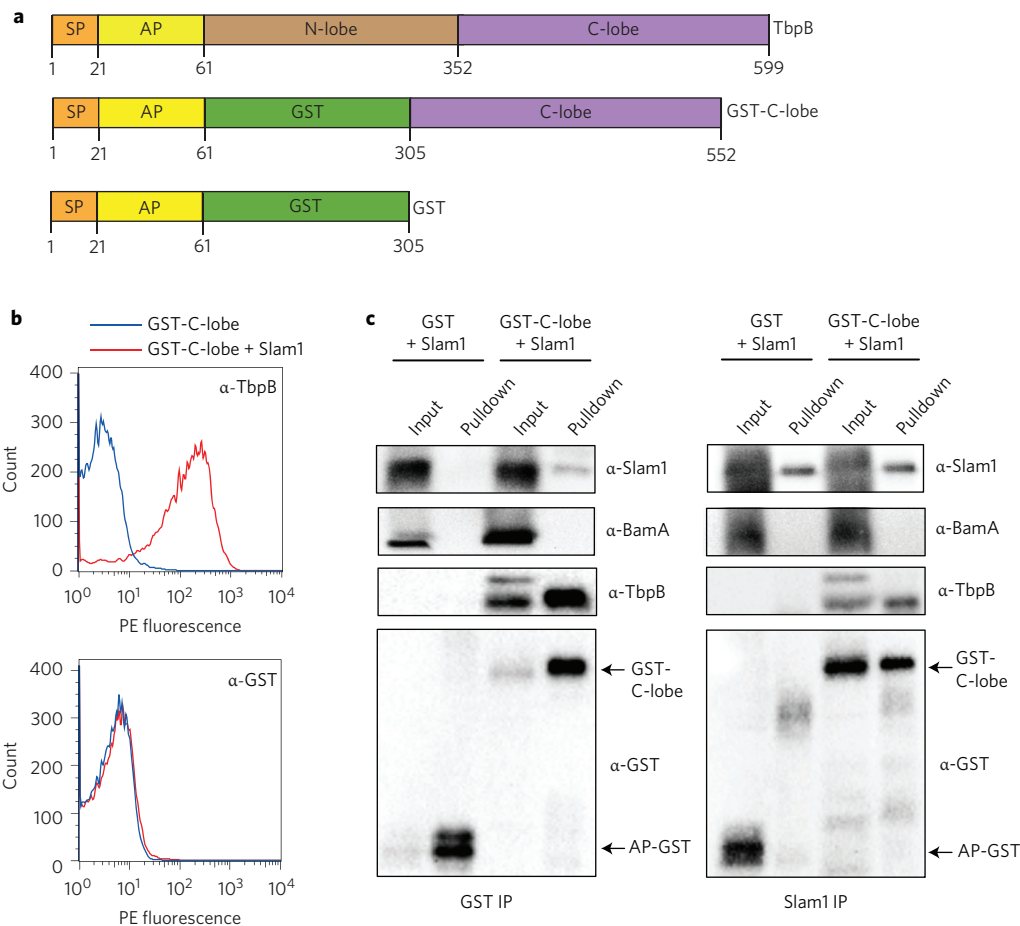 a
SP AP N-lobe C-lobe TbpB
1 21 61 352 599
SP AP GST C-lobe GST-C-lobe
1 21 61 305 552
SP AP GST GST
1 21 61 305
b
GST-C-lobe
GST-C-lobe + Slam1
α-TbpB
400
300
200
100
0
Count
10⁰ 10¹ 10² 10³ 10⁴
PE fluorescence
α-GST
400
300
200
100
0
Count
10⁰ 10¹ 10² 10³ 10⁴
PE fluorescence
c
GST + Slam1
GST-C-lobe + Slam1
Input Pulldown Input Pulldown
α-Slam1
α-BamA
α-TbpB
GST-
C-lobe
α-GST
AP-GST
GST IP
GST + Slam1
GST-C-lobe + Slam1
Input Pulldown Input Pulldown
α-Slam1
α-BamA
α-TbpB
GST-
C-lobe
α-GST
AP-GST
Slam1 IP